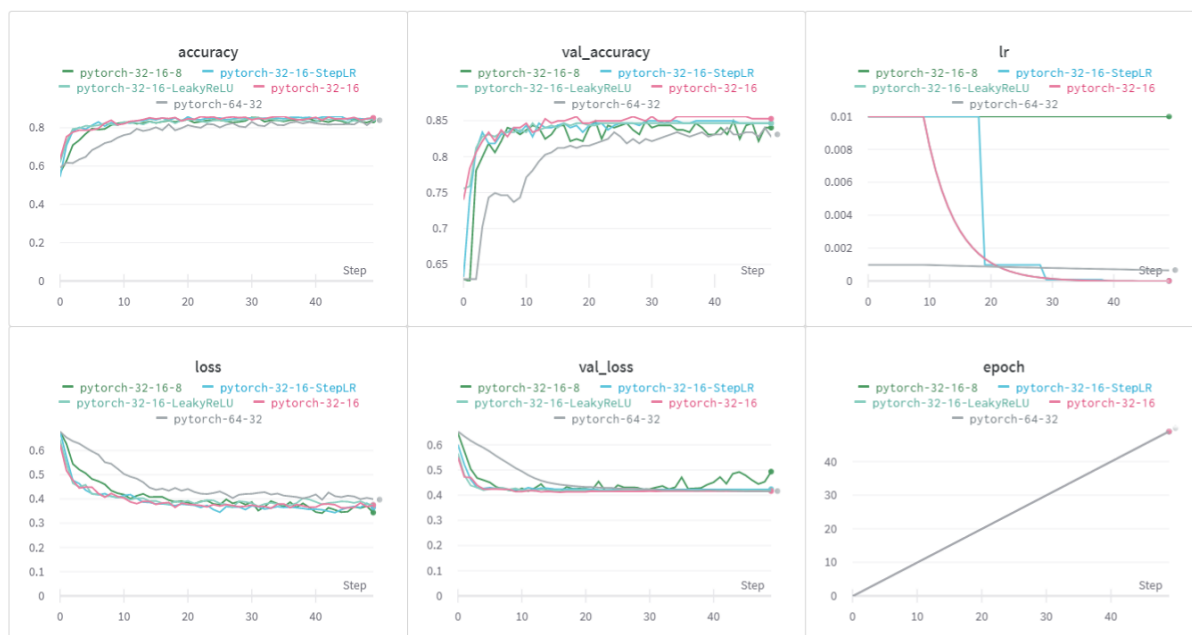 accuracy
pytorch-32-16-8 pytorch-32-16-StepLR
pytorch-32-16-LeakyReLU pytorch-32-16
pytorch-64-32
0.8
0.6
0.4
0.2
0
Step
0 10 20 30 40
val_accuracy
pytorch-32-16-8 pytorch-32-16-StepLR
pytorch-32-16-LeakyReLU pytorch-32-16
pytorch-64-32
0.85
0.8
0.75
0.7
0.65
Step
0 10 20 30 40
lr
pytorch-32-16-8 pytorch-32-16-StepLR
pytorch-32-16-LeakyReLU pytorch-32-16
pytorch-64-32
0.01
0.008
0.006
0.004
0.002
0
Step
0 10 20 30 40
loss
pytorch-32-16-8 pytorch-32-16-StepLR
pytorch-32-16-LeakyReLU pytorch-32-16
pytorch-64-32
0.6
0.5
0.4
0.3
0.2
0.1
0
Step
0 10 20 30 40
val_loss
pytorch-32-16-8 pytorch-32-16-StepLR
pytorch-32-16-LeakyReLU pytorch-32-16
pytorch-64-32
0.6
0.5
0.4
0.3
0.2
0.1
0
Step
0 10 20 30 40
epoch
pytorch-32-16-8 pytorch-32-16-StepLR
pytorch-32-16-LeakyReLU pytorch-32-16
pytorch-64-32
40
30
20
10
0
Step
0 10 20 30 40